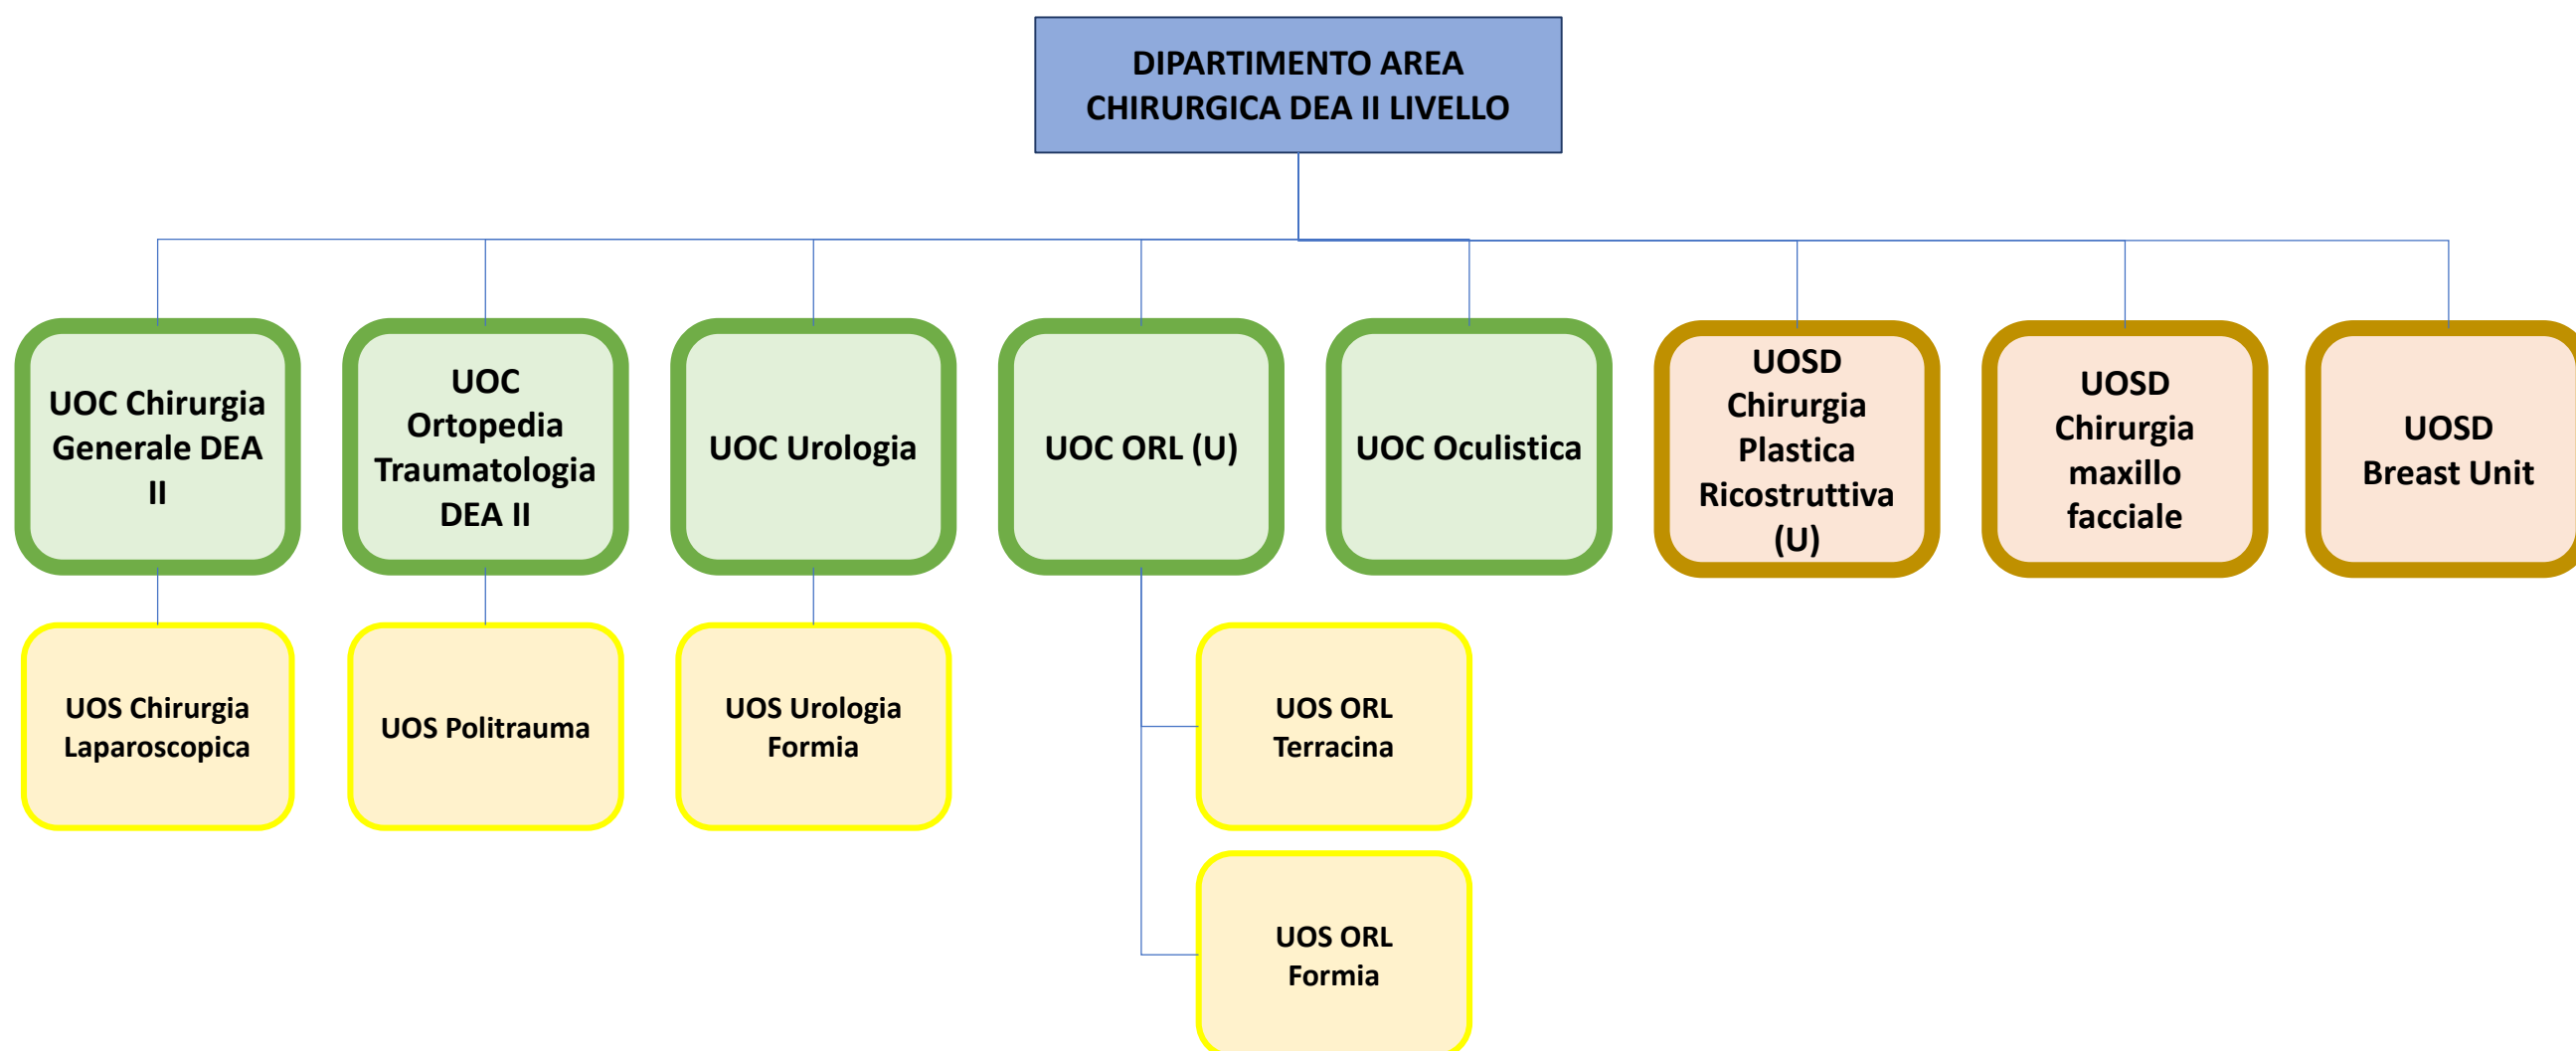 DIPARTIMENTO AREA
CHIRURGICA DEA II LIVELLO
UOC Chirurgia
Generale DEA
II
UOC
Ortopedia
Traumatologia
DEA II
UOC Urologia
UOC ORL (U)
UOC Oculistica
UOSD
Chirurgia
Plastica
Ricostruttiva
(U)
UOSD
Chirurgia
maxillo
facciale
UOSD
Breast Unit
UOS Chirurgia
Laparoscopica
UOS Politrauma
UOS Urologia
Formia
UOS ORL
Terracina
UOS ORL
Formia